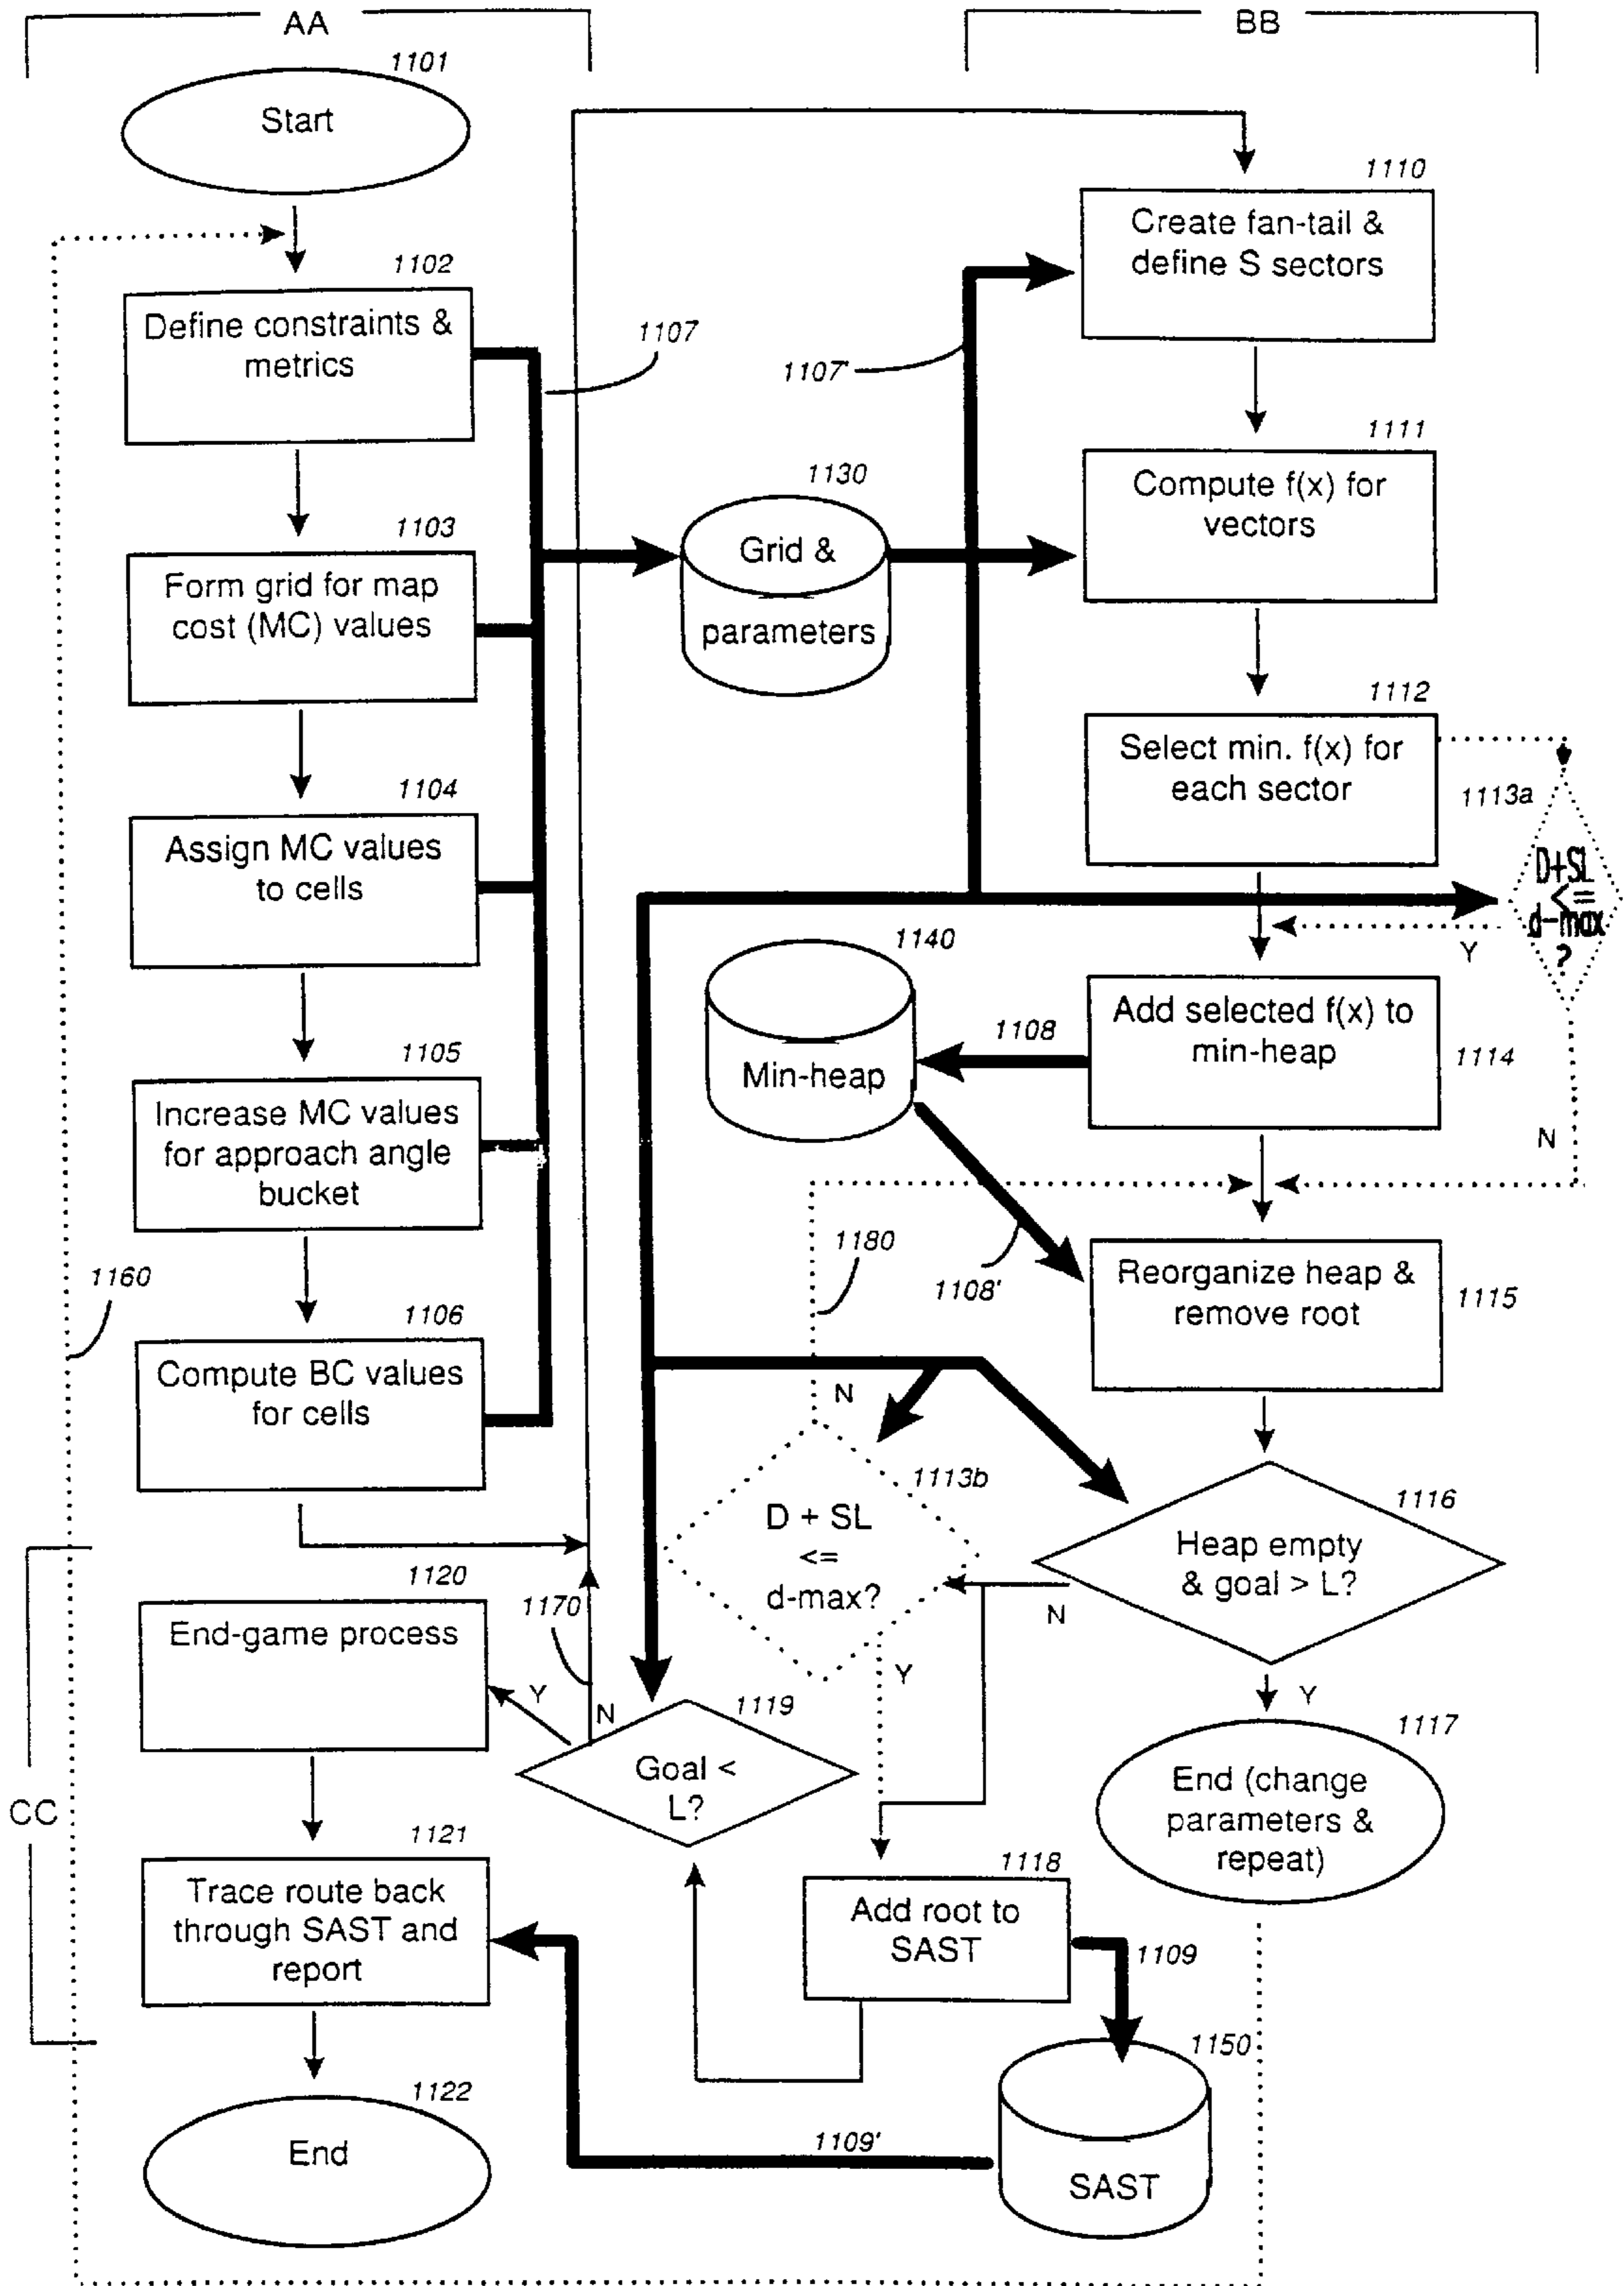 AA
BB
1101
Start
1102
Define constraints &
metrics
1107
1103
Form grid for map
cost (MC) values
1104
Assign MC values
to cells
1105
Increase MC values
for approach angle
bucket
1160
1106
Compute BC values
for cells
1130
Grid &
parameters
1107'
1110
Create fan-tail &
define S sectors
1111
Compute f(x) for
vectors
1112
Select min. f(x) for
each sector
1113a
D+SL
<=
d-max
?
Y
N
1140
Min-heap
1108
Add selected f(x) to
min-heap
1114
1180
1108'
Reorganize heap &
remove root
1115
N
1113b
D + SL
<=
d-max?
Y
1116
Heap empty
& goal > L?
N
Y
1117
End (change
parameters &
repeat)
CC
1120
End-game process
1170
Y
N
1119
Goal <
L?
1121
Trace route back
through SAST and
report
1118
Add root to
SAST
1109
1150
SAST
1109'
1122
End